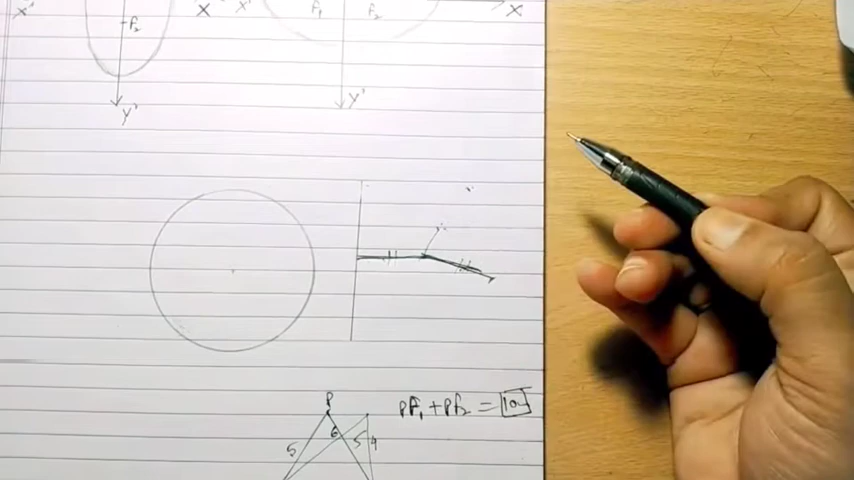 x' F₂ x x' F₁ F₂ x
y' y'
P PF₁ + PF₂ = 10
5 6 5 4